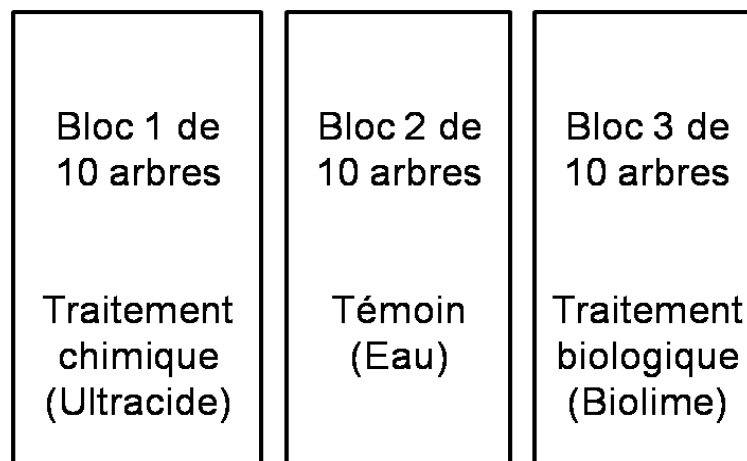 Bloc 1 de
10 arbres
Traitement
chimique
(Ultracide)
Bloc 2 de
10 arbres
Témoin
(Eau)
Bloc 3 de
10 arbres
Traitement
biologique
(Biolime)